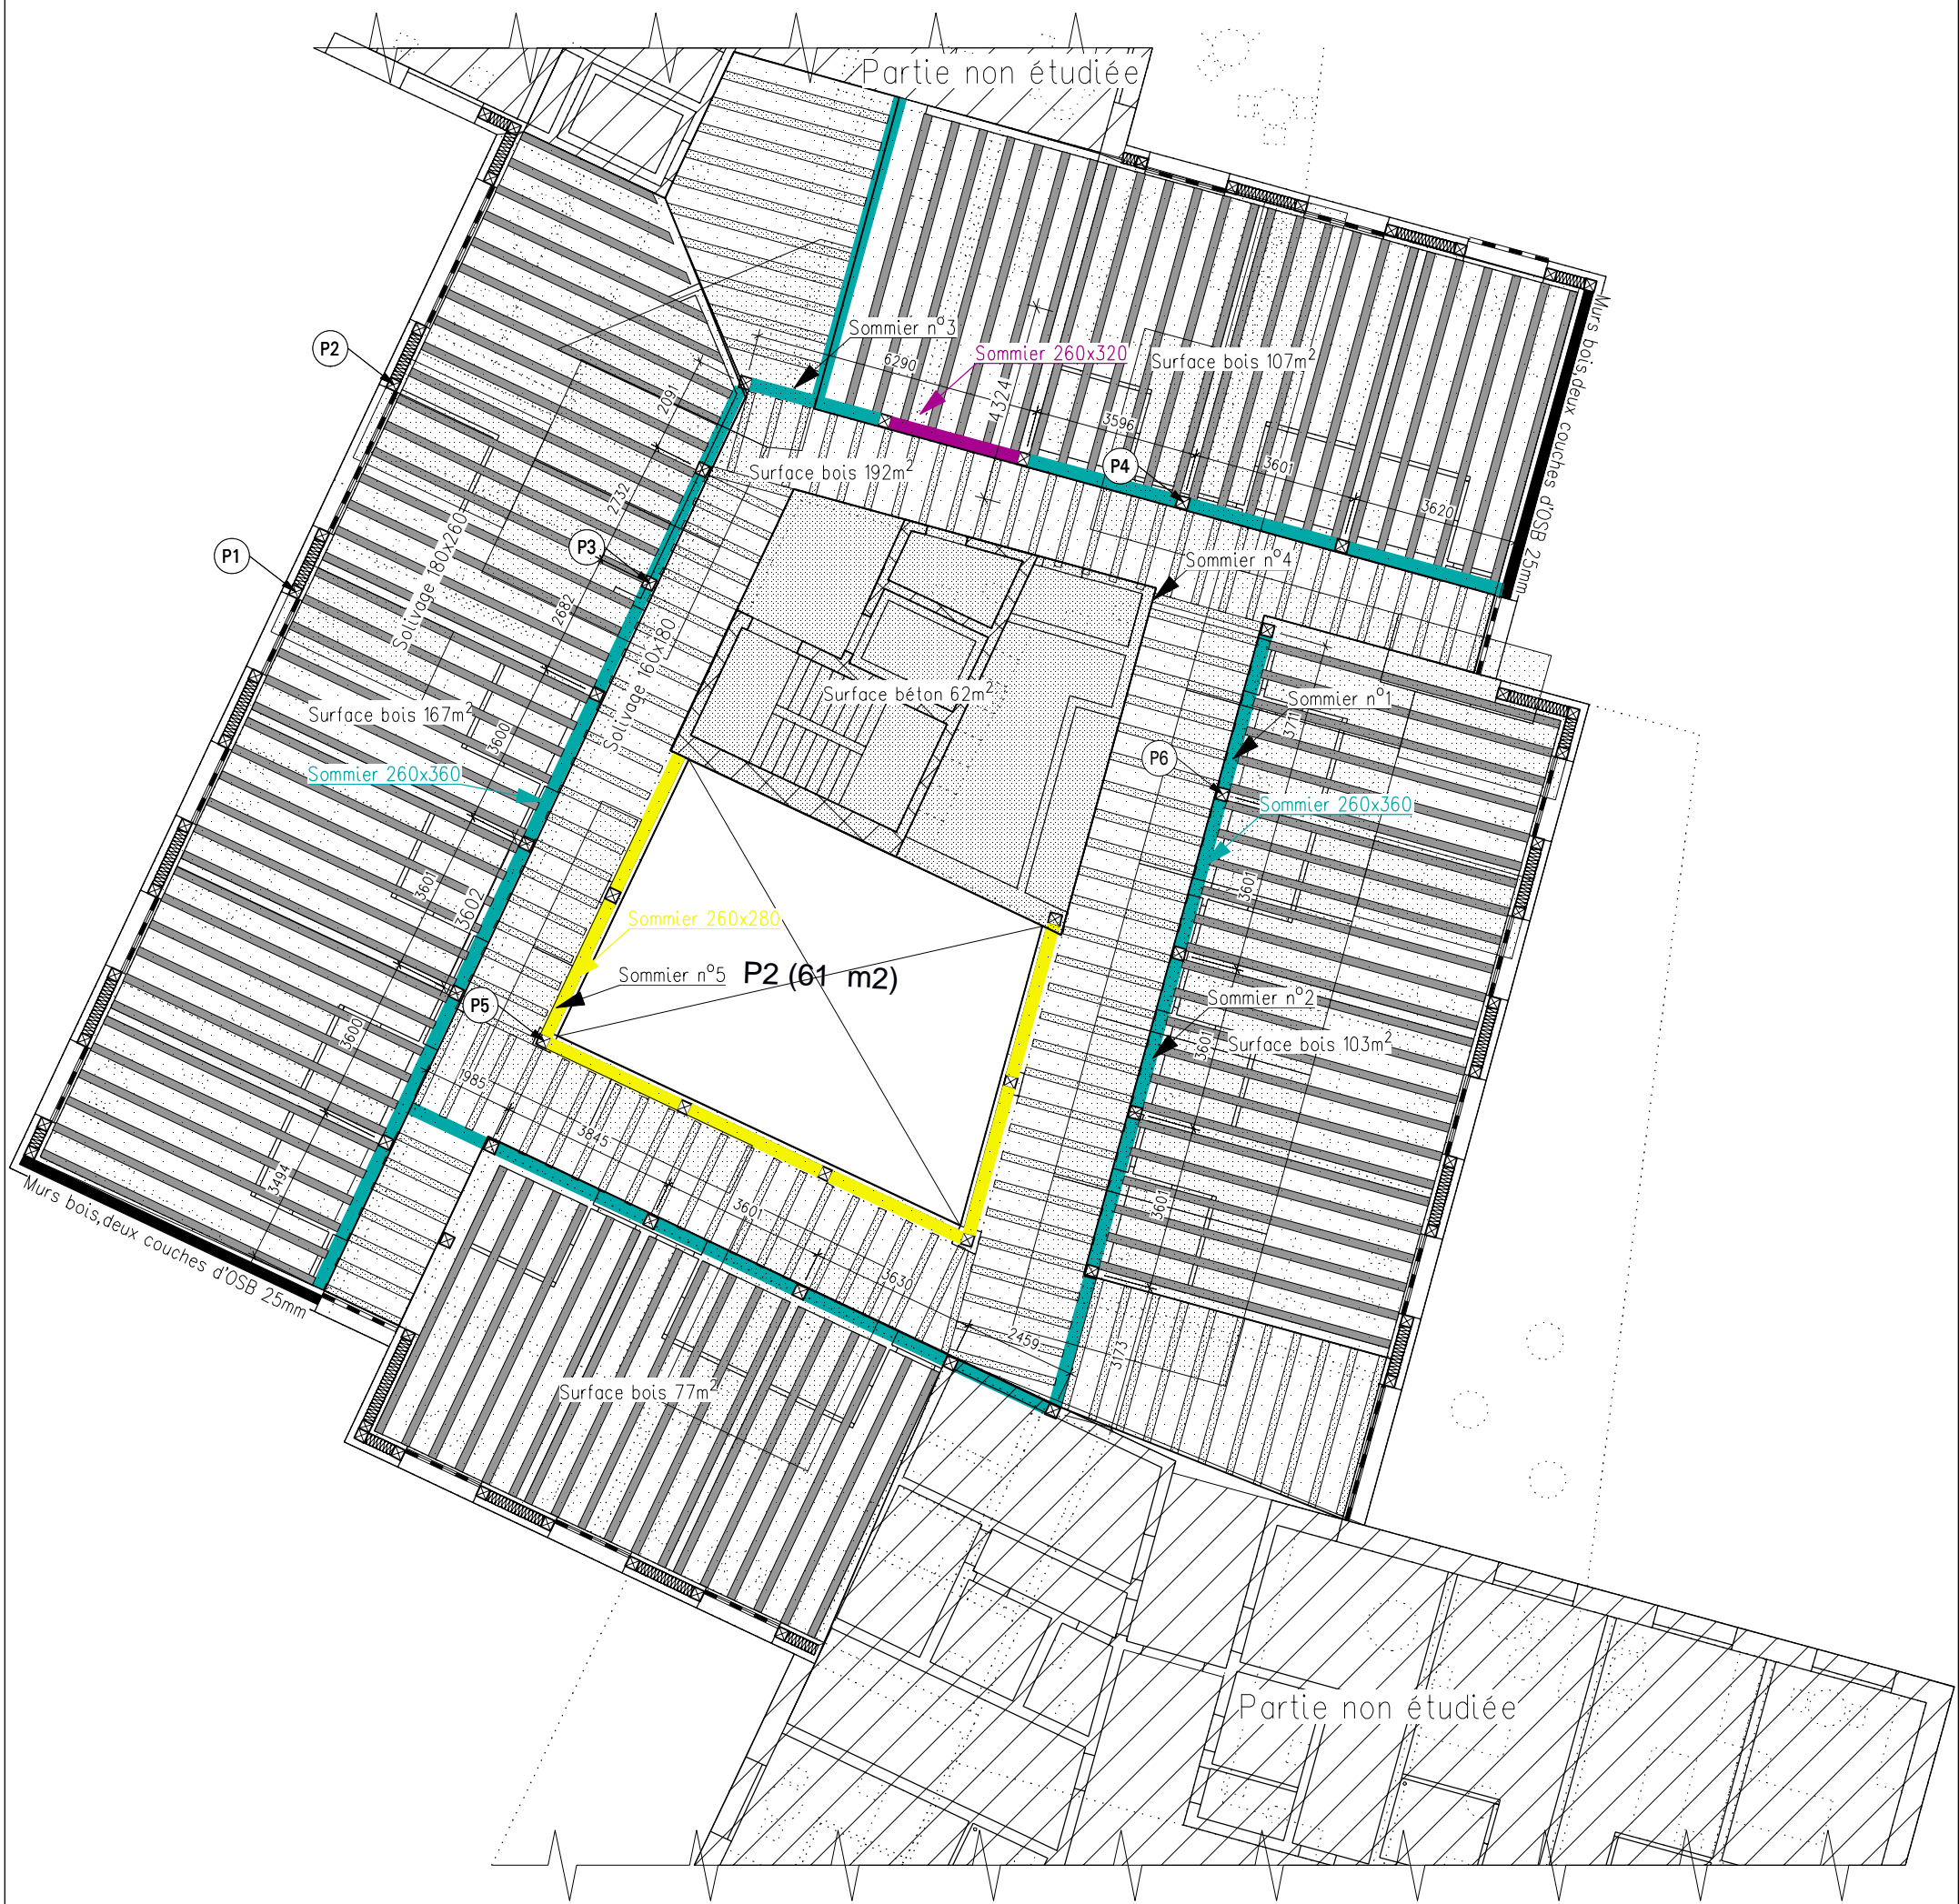 Partie non étudiée
Murs bois,deux couches d'OSB 25mm
Sommier n°3
Sommier 260x320
6290
4324
Surface bois 107m²
P2
2091
3596
P4
3601
3620
Surface bois 192m²
2732
Solivage 180x260
P1
P3
Sommier n°4
2682
Solivage 160x180
Surface béton 62m²
Sommier n°1
3711
Surface bois 167m²
3600
P6
Sommier 260x360
Sommier 260x360
3601
3601
3602
Sommier 260x280
Sommier n°5
P2 (61 m2)
P5
Sommier n°2
3600
3601
Surface bois 103m²
1985
3845
3494
3601
3601
Murs bois,deux couches d'OSB 25mm
3630
2459
3773
Surface bois 77m²
Partie non étudiée